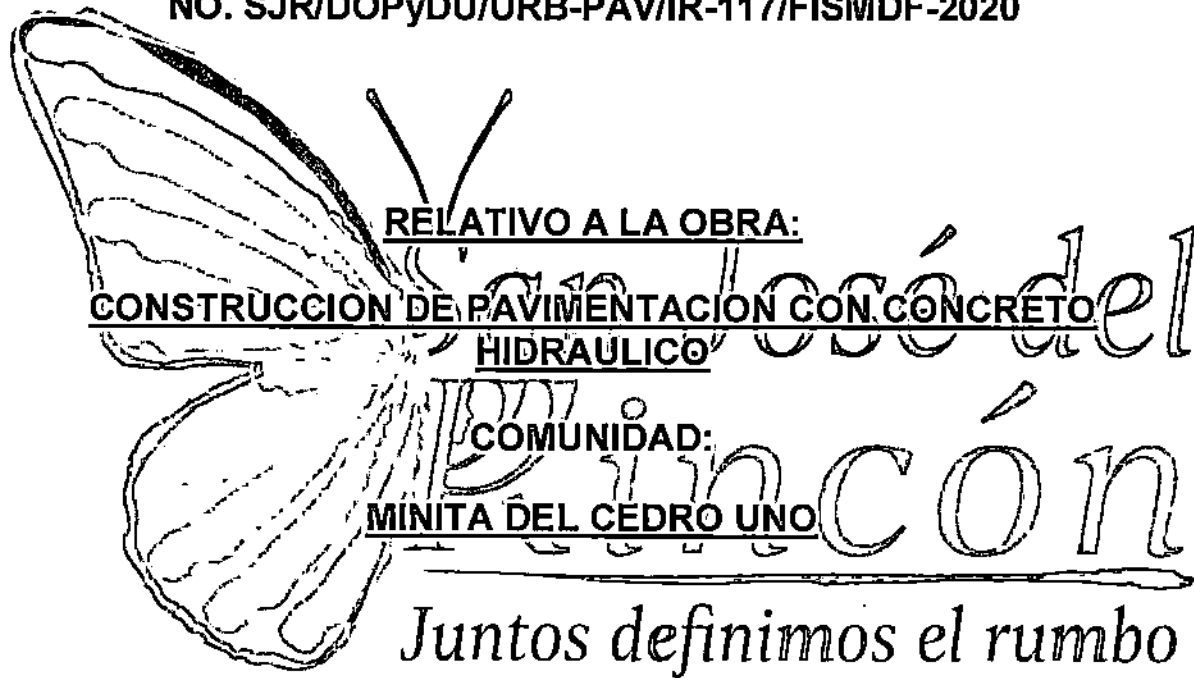 NO. SJR/DOPyDU/URB-PAV/IR-117/FISMDF-2020
RELATIVO A LA OBRA:
CONSTRUCCION DE PAVIMENTACION CON CONCRETO
HIDRAULICO
COMUNIDAD:
MINITA DEL CEDRO UNO
San José del
Rincón
Juntos definimos el rumbo